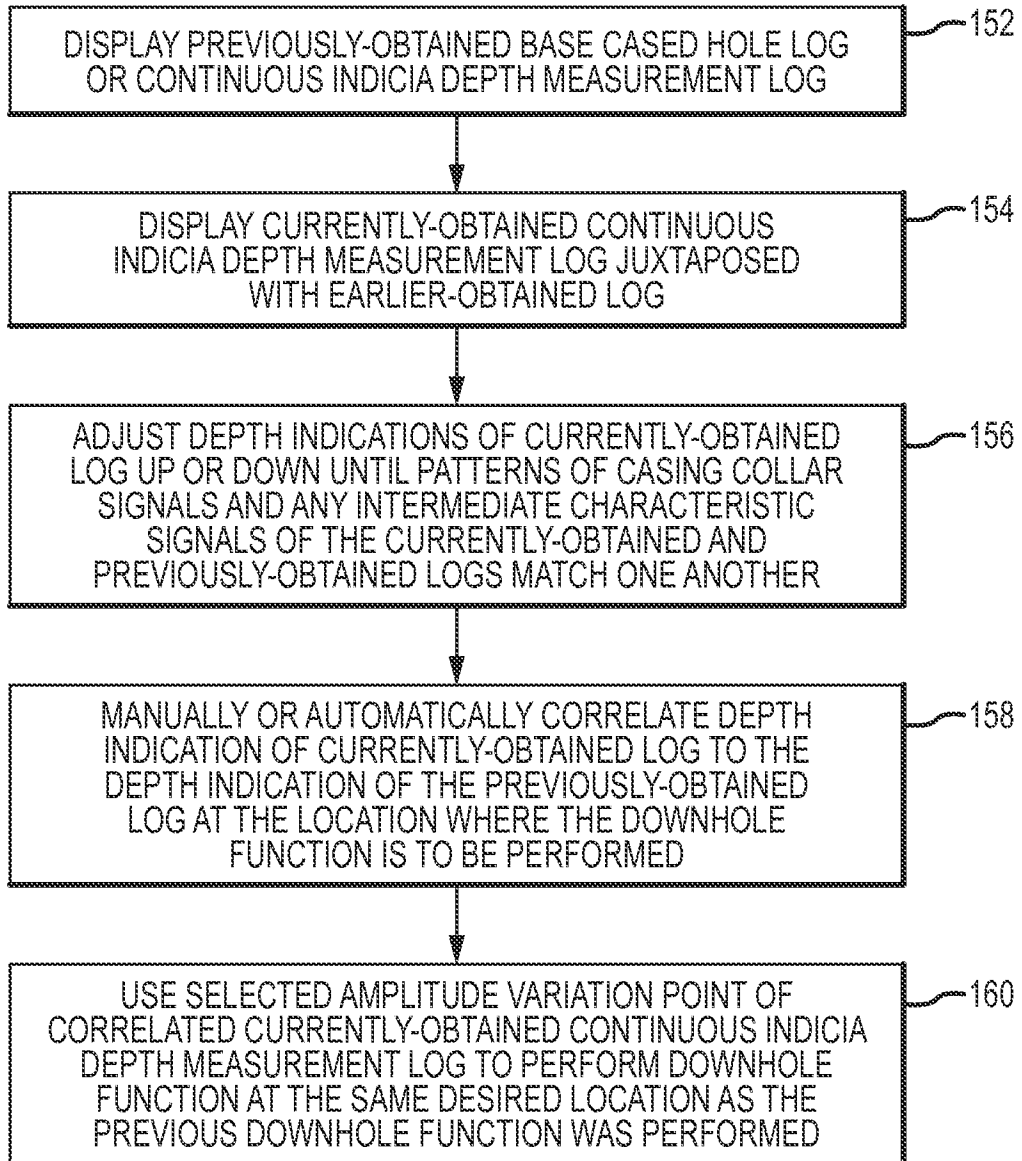 DISPLAY PREVIOUSLY-OBTAINED BASE CASED HOLE LOG
OR CONTINUOUS INDICIA DEPTH MEASUREMENT LOG
152
DISPLAY CURRENTLY-OBTAINED CONTINUOUS
INDICIA DEPTH MEASUREMENT LOG JUXTAPOSED
WITH EARLIER-OBTAINED LOG
154
ADJUST DEPTH INDICATIONS OF CURRENTLY-OBTAINED
LOG UP OR DOWN UNTIL PATTERNS OF CASING COLLAR
SIGNALS AND ANY INTERMEDIATE CHARACTERISTIC
SIGNALS OF THE CURRENTLY-OBTAINED AND
PREVIOUSLY-OBTAINED LOGS MATCH ONE ANOTHER
156
MANUALLY OR AUTOMATICALLY CORRELATE DEPTH
INDICATION OF CURRENTLY-OBTAINED LOG TO THE
DEPTH INDICATION OF THE PREVIOUSLY-OBTAINED
LOG AT THE LOCATION WHERE THE DOWNHOLE
FUNCTION IS TO BE PERFORMED
158
USE SELECTED AMPLITUDE VARIATION POINT OF
CORRELATED CURRENTLY-OBTAINED CONTINUOUS INDICIA
DEPTH MEASUREMENT LOG TO PERFORM DOWNHOLE
FUNCTION AT THE SAME DESIRED LOCATION AS THE
PREVIOUS DOWNHOLE FUNCTION WAS PERFORMED
160